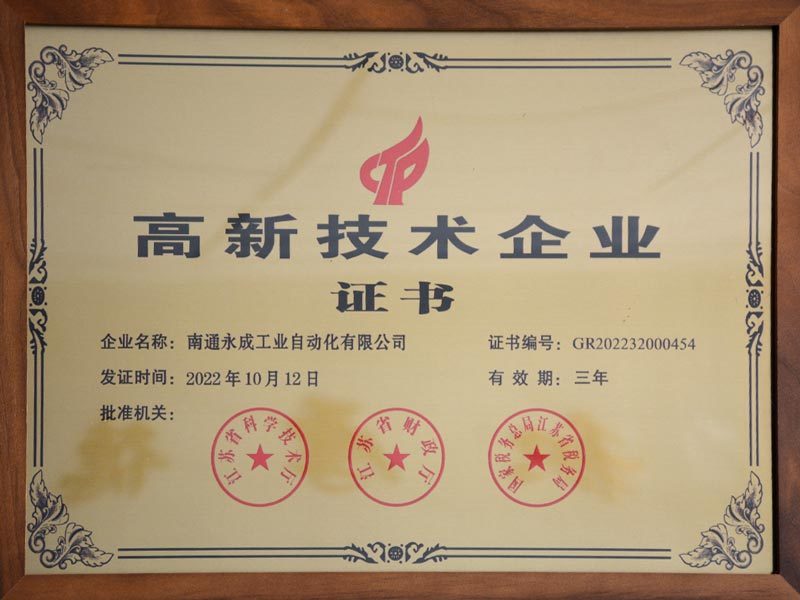 CTP
高新技术企业
证书
企业名称：南通永成工业自动化有限公司
证书编号：GR202232000454
发证时间：2022年10月12日
有效期：三年
批准机关：
江苏省科学技术厅
江苏省财政厅
国家税务总局江苏省税务局